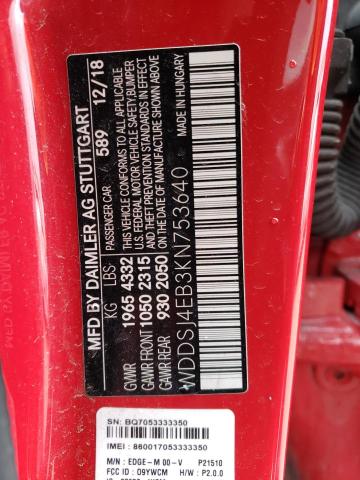 MFD BY DAIMLER AG STUTTGART
PASSENGER CAR 589 12/18
KG LBS
THIS VEHICLE CONFORMS TO ALL APPLICABLE
FEDERAL MOTOR VEHICLE SAFETY, BUMPER
AND THEFT PREVENTION STANDARDS IN EFFECT
ON THE DATE OF MANUFACTURE SHOWN ABOVE
GVWR 1965 4332
GAWR FRONT 1050 2315
GAWR REAR 930 2050
MADE IN HUNGARY
WDDSJ4EB3KN753640
SN: BQ7053333350
IMEI : 860017053333350
M/N : EDGE-M 00-V P21510
FCC ID : O9YWCM H/W : P2.0.0